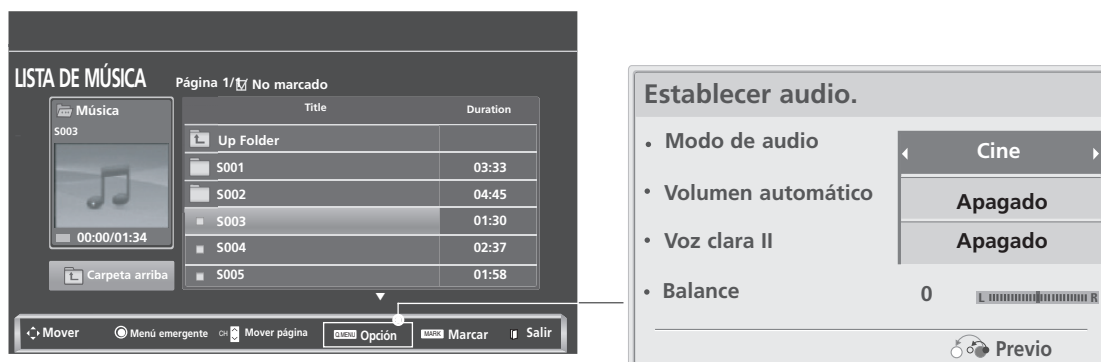 LISTA DE MÚSICA
Página 1/1 No marcado
Música
S003
00:00/01:34
Carpeta arriba
Title Duration
Up Folder
S001 03:33
S002 04:45
S003 01:30
S004 02:37
S005 01:58
Mover Menú emergente CH Mover página Q.MENU Opción MARK Marcar Salir
Establecer audio.
• Modo de audio Cine
• Volumen automático Apagado
• Voz clara II Apagado
• Balance 0 L R
Previo